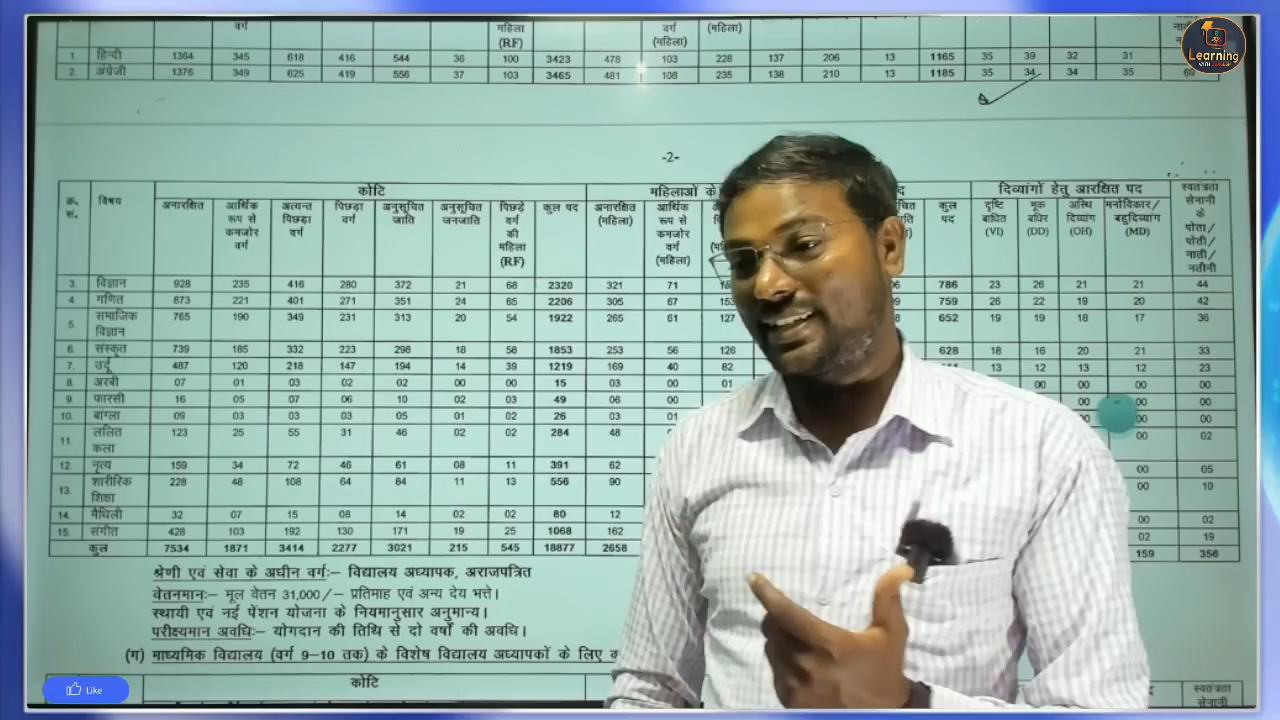 वर्ग महिला (RF) वर्ग (महिला) (महिला)
1. हिन्दी 1364 345 618 416 544 36 100 3423 478 103 228 137 206 13 1165 35 39 32 31
2. अंग्रेजी 1376 349 625 419 556 37 103 3465 481 108 235 138 210 13 1185 35 34 34 35 69
Learning
-2-
क्र. सं. विषय कोटि महिलाओं के दिव्यांगों हेतु आरक्षित पद स्वतंत्रता सेनानी के पोता/ पोती/ नाती/ नतीनी
अनारक्षित आर्थिक रूप से कमजोर वर्ग अत्यन्त पिछड़ा वर्ग पिछड़ा वर्ग अनुसूचित जाति अनुसूचित जनजाति पिछड़े वर्ग की महिला (RF) कुल पद अनारक्षित (महिला) आर्थिक रूप से कमजोर वर्ग (महिला) कुल पद दृष्टि बाधित (VI) मूक बधिर (DD) अस्थि दिव्यांग (OH) मनोविकार/ बहुदिव्यांग (MD)
3. विज्ञान 928 235 416 280 372 21 68 2320 321 71 786 23 26 21 21 44
4. गणित 873 221 401 271 351 24 65 2206 305 67 153 759 26 22 19 20 42
5. समाजिक विज्ञान 765 190 349 231 313 20 54 1922 265 61 127 652 19 19 18 17 36
6. संस्कृत 739 185 332 223 298 18 58 1853 253 56 126 628 18 16 20 21 33
7. उर्दू 487 120 218 147 194 14 39 1219 169 40 82 13 12 13 12 23
8. अरबी 07 01 03 02 02 00 00 15 03 00 01 00 00 00 00
9. फारसी 16 05 07 06 10 02 03 49 06 00 00 00 00
10. बांग्ला 09 03 03 03 05 01 02 26 03 01 00 00
11. ललित कला 123 25 55 31 46 02 02 284 48 00 02
12. नृत्य 159 34 72 46 61 08 11 391 62 00 05
13. शारीरिक शिक्षा 228 48 108 64 84 11 13 556 90 00 10
14. मैथिली 32 07 15 08 14 02 02 80 12 00 02
15. संगीत 428 103 192 130 171 19 25 1068 162 02 19
कुल 7534 1871 3414 2277 3021 215 545 18877 2658 159 356
श्रेणी एवं सेवा के अधीन वर्गः– विद्यालय अध्यापक, अराजपत्रित
वेतनमानः– मूल वेतन 31,000/– प्रतिमाह एवं अन्य देय भत्ते।
स्थायी एवं नई पेंशन योजना के नियमानुसार अनुमान्य।
परीक्ष्यमान अवधिः– योगदान की तिथि से दो वर्षों की अवधि।
(ग) माध्यमिक विद्यालय (वर्ग 9–10 तक) के विशेष विद्यालय अध्यापकों के लिए
कोटि स्वतंत्रता सेनानी
Like